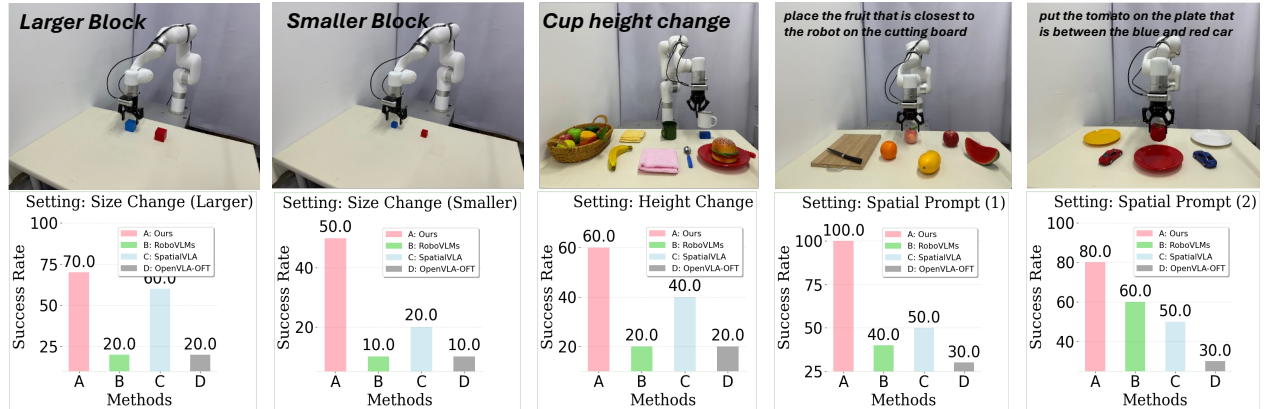 Larger Block
Smaller Block
Cup height change
place the fruit that is closest to
the robot on the cutting board
put the tomato on the plate that
is between the blue and red car
Setting: Size Change (Larger)
Success Rate
100
75
50
25
70.0
20.0
60.0
20.0
A: Ours
B: RoboVLMs
C: SpatialVLA
D: OpenVLA-OFT
A B C D
Methods
Setting: Size Change (Smaller)
Success Rate
40
20
50.0
10.0
20.0
10.0
A: Ours
B: RoboVLMs
C: SpatialVLA
D: OpenVLA-OFT
A B C D
Methods
Setting: Height Change
Success Rate
60
40
20
60.0
20.0
40.0
20.0
A: Ours
B: RoboVLMs
C: SpatialVLA
D: OpenVLA-OFT
A B C D
Methods
Setting: Spatial Prompt (1)
Success Rate
100
75
50
25
100.0
40.0
50.0
30.0
A: Ours
B: RoboVLMs
C: SpatialVLA
D: OpenVLA-OFT
A B C D
Methods
Setting: Spatial Prompt (2)
Success Rate
100
80
60
40
80.0
60.0
50.0
30.0
A: Ours
B: RoboVLMs
C: SpatialVLA
D: OpenVLA-OFT
A B C D
Methods